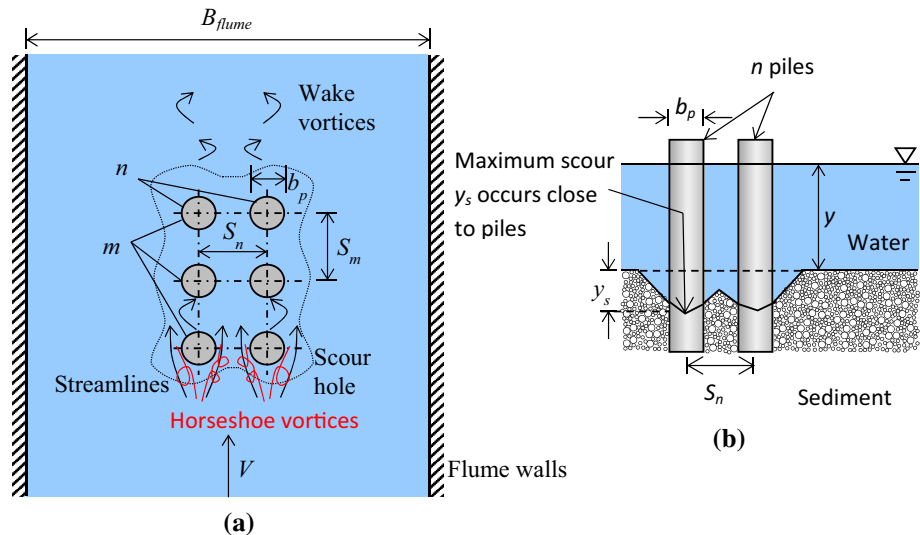 B_flume
Wake
vortices
n
b_p
S_n
S_m
m
Streamlines
Scour
hole
Horseshoe vortices
V
Flume walls
(a)
n piles
b_p
Maximum scour
y_s occurs close
to piles
y
Water
y_s
S_n
Sediment
(b)